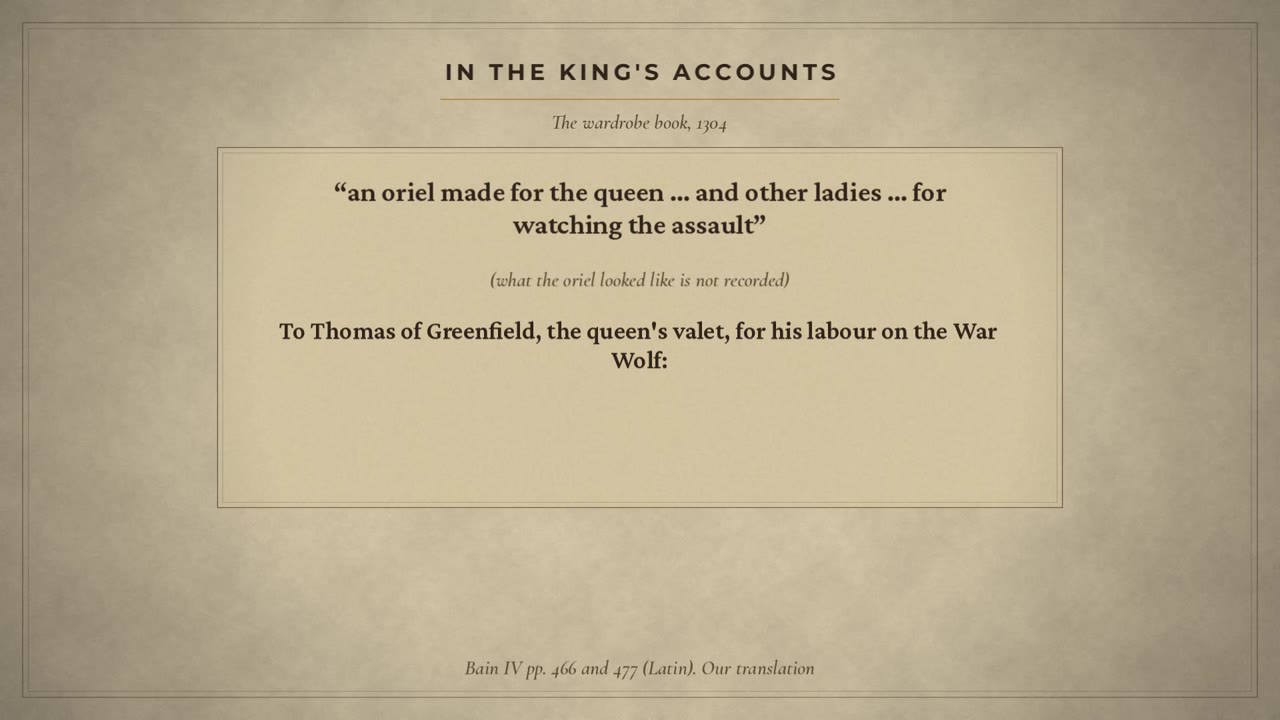 IN THE KING'S ACCOUNTS
The wardrobe book, 1304
“an oriel made for the queen ... and other ladies ... for
watching the assault”
(what the oriel looked like is not recorded)
To Thomas of Greenfield, the queen's valet, for his labour on the War
Wolf:
Bain IV pp. 466 and 477 (Latin). Our translation